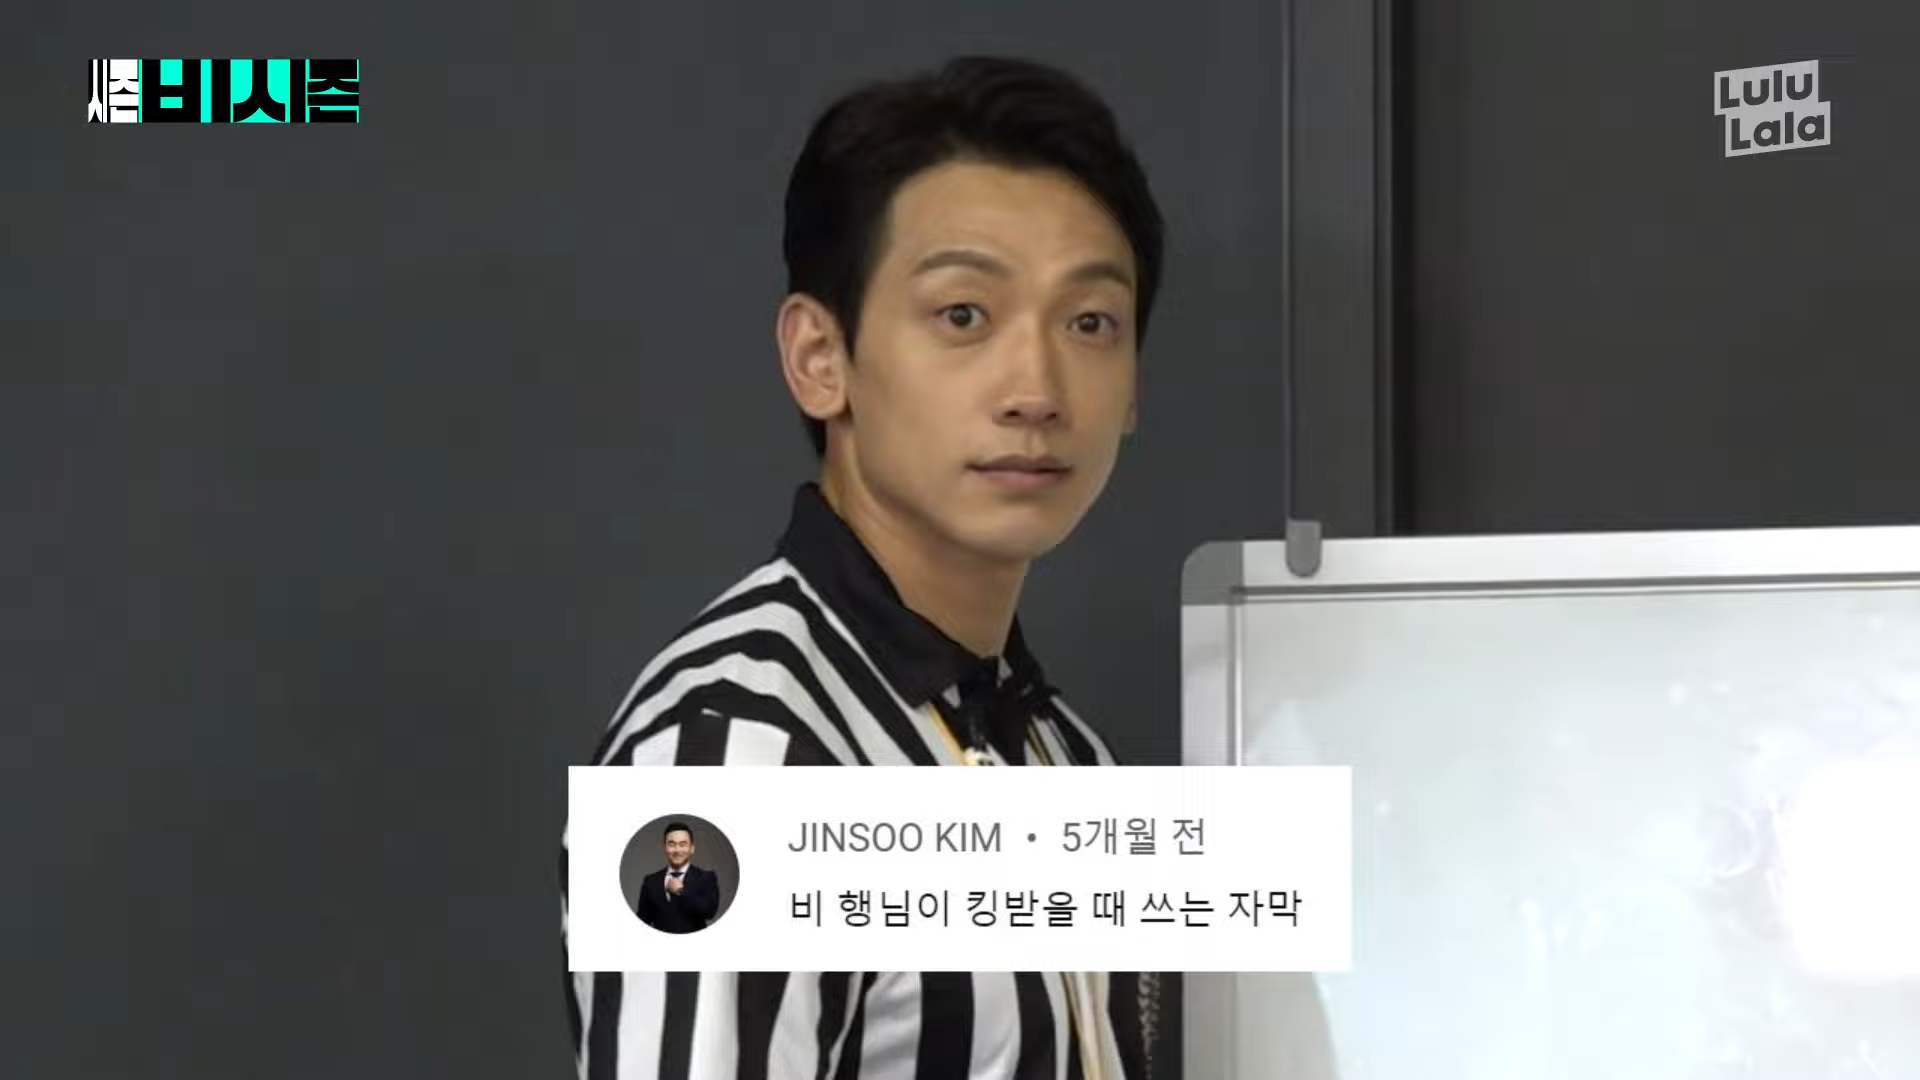 시즌비시즌
Lulu
Lala
JINSOO KIM • 5개월 전
비 행님이 킹받을 때 쓰는 자막